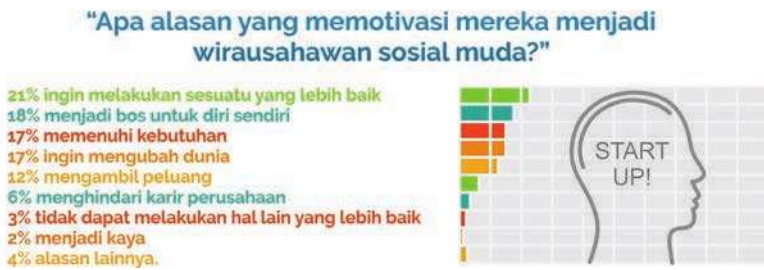 “Apa alasan yang memotivasi mereka menjadi
wirausahawan sosial muda?”
21% ingin melakukan sesuatu yang lebih baik
18% menjadi bos untuk diri sendiri
17% memenuhi kebutuhan
17% ingin mengubah dunia
12% mengambil peluang
6% menghindari karir perusahaan
3% tidak dapat melakukan hal lain yang lebih baik
2% menjadi kaya
4% alasan lainnya.
START
UP!